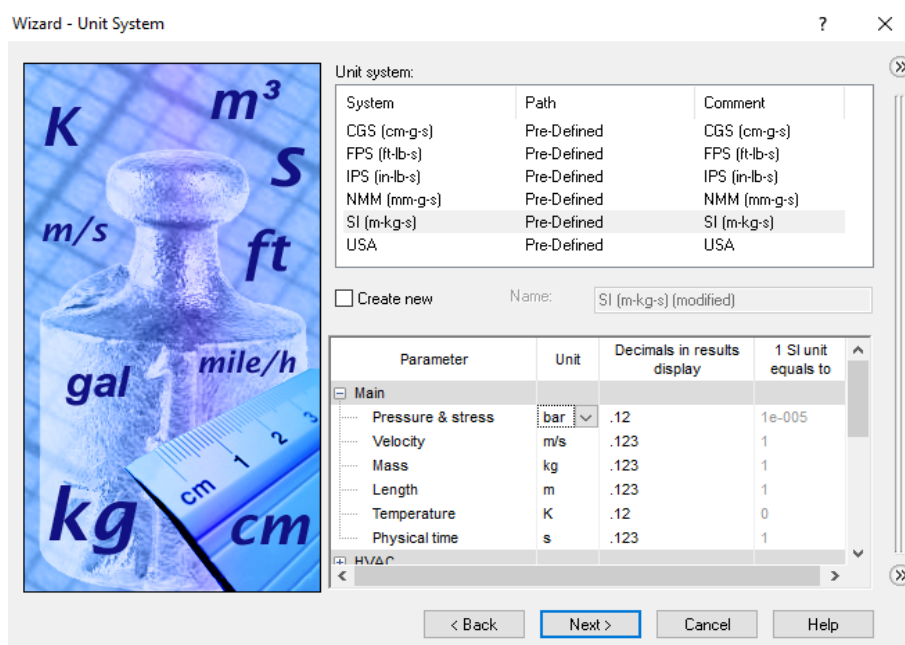 Wizard - Unit System ?
K
m³
s
m/s
ft
gal
mile/h
cm 1 2 3
kg
cm
Unit system:
System Path Comment
CGS (cm-g-s) Pre-Defined CGS (cm-g-s)
FPS (ft-lb-s) Pre-Defined FPS (ft-lb-s)
IPS (in-lb-s) Pre-Defined IPS (in-lb-s)
NMM (mm-g-s) Pre-Defined NMM (mm-g-s)
SI (m-kg-s) Pre-Defined SI (m-kg-s)
USA Pre-Defined USA
Create new Name: SI (m-kg-s) (modified)
Parameter Unit Decimals in results display 1 SI unit equals to
Main
Pressure & stress bar .12 1e-005
Velocity m/s .123 1
Mass kg .123 1
Length m .123 1
Temperature K .12 0
Physical time s .123 1
HVAC
< Back Next > Cancel Help